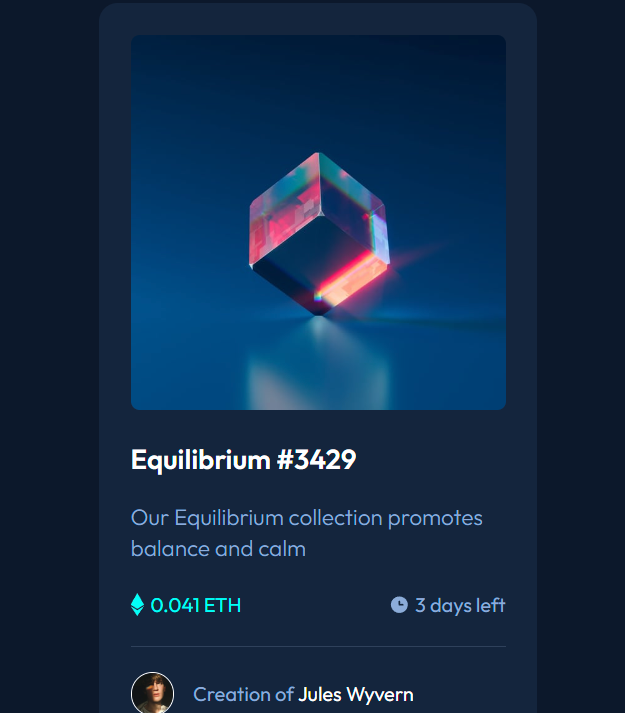 Equilibrium #3429
Our Equilibrium collection promotes
balance and calm
0.041 ETH
3 days left
Creation of Jules Wyvern